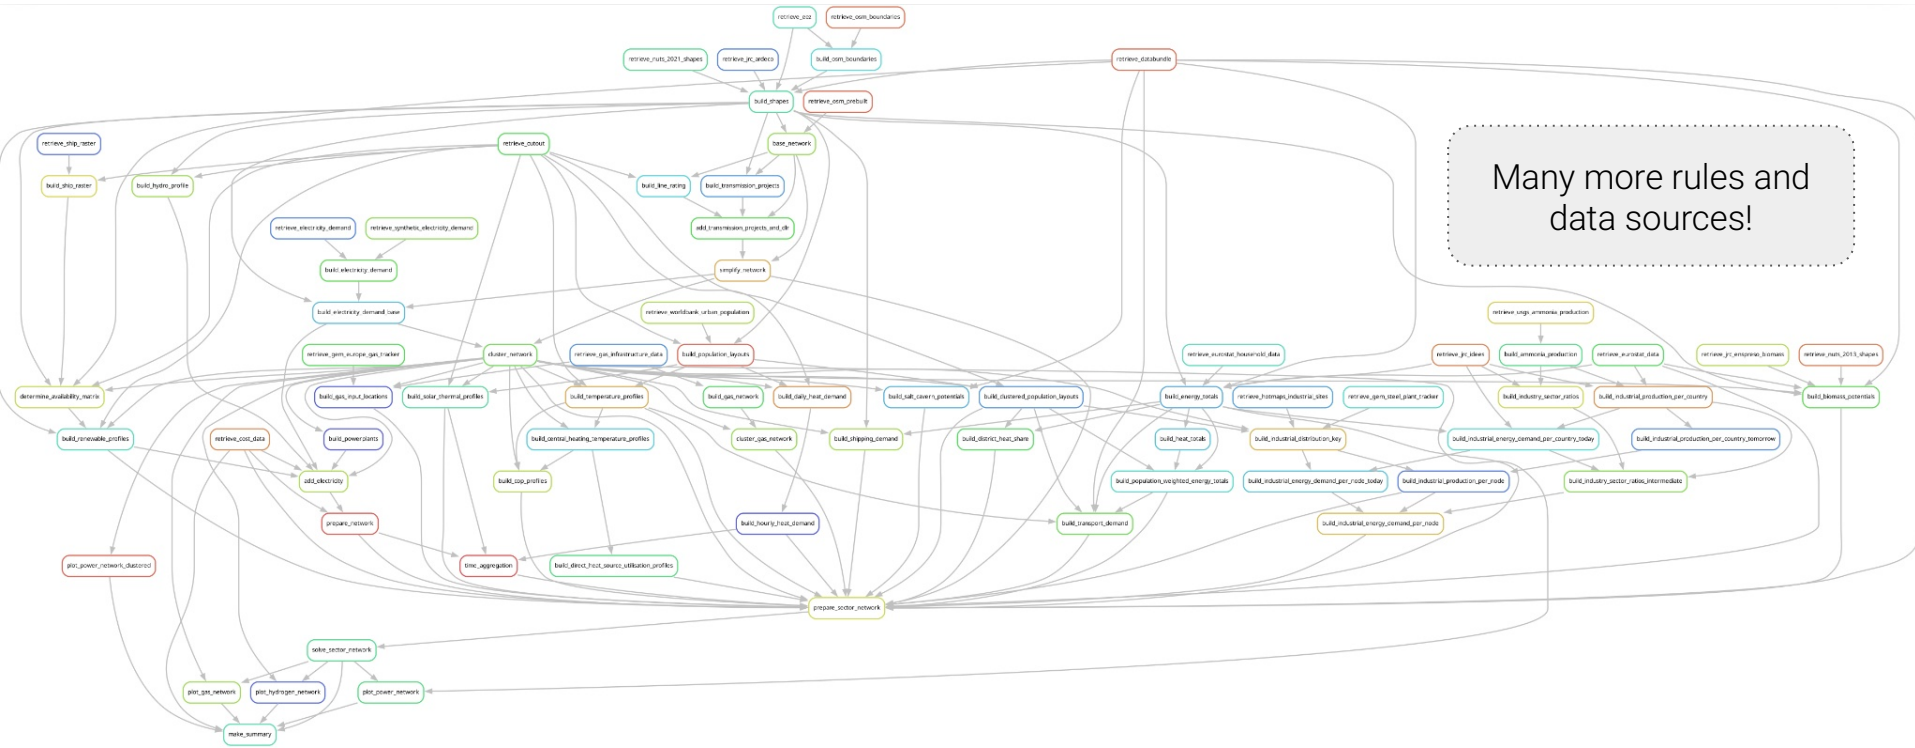 retrieve_eez
retrieve_osm_boundaries
retrieve_nuts_2021_shapes
retrieve_jrc_ardeco
build_osm_boundaries
retrieve_databundle
build_shapes
retrieve_osm_prebuilt
retrieve_ship_raster
retrieve_cutout
base_network
Many more rules and
data sources!
build_ship_raster
build_hydro_profile
build_line_rating
build_transmission_projects
retrieve_electricity_demand
retrieve_synthetic_electricity_demand
add_transmission_projects_and_dlr
build_electricity_demand
simplify_network
build_electricity_demand_base
retrieve_worldbank_urban_population
retrieve_usgs_ammonia_production
retrieve_gem_europe_gas_tracker
cluster_network
retrieve_gas_infrastructure_data
build_population_layouts
retrieve_eurostat_household_data
retrieve_jrc_idees
build_ammonia_production
retrieve_eurostat_data
retrieve_jrc_enspreso_biomass
retrieve_nuts_2013_shapes
determine_availability_matrix
build_gas_input_locations
build_solar_thermal_profiles
build_temperature_profiles
build_gas_network
build_daily_heat_demand
build_salt_cavern_potentials
build_clustered_population_layouts
build_energy_totals
retrieve_hotmaps_industrial_sites
retrieve_gem_steel_plant_tracker
build_industry_sector_ratios
build_industrial_production_per_country
build_biomass_potentials
build_renewable_profiles
retrieve_cost_data
build_powerplants
build_central_heating_temperature_profiles
cluster_gas_network
build_shipping_demand
build_district_heat_share
build_heat_totals
build_industrial_distribution_key
build_industrial_energy_demand_per_country_today
build_industrial_production_per_country_tomorrow
add_electricity
build_cop_profiles
build_population_weighted_energy_totals
build_industrial_energy_demand_per_node_today
build_industrial_production_per_node
build_industry_sector_ratios_intermediate
prepare_network
build_hourly_heat_demand
build_transport_demand
build_industrial_energy_demand_per_node
plot_power_network_clustered
time_aggregation
build_direct_heat_source_utilisation_profiles
prepare_sector_network
solve_sector_network
plot_gas_network
plot_hydrogen_network
plot_power_network
make_summary